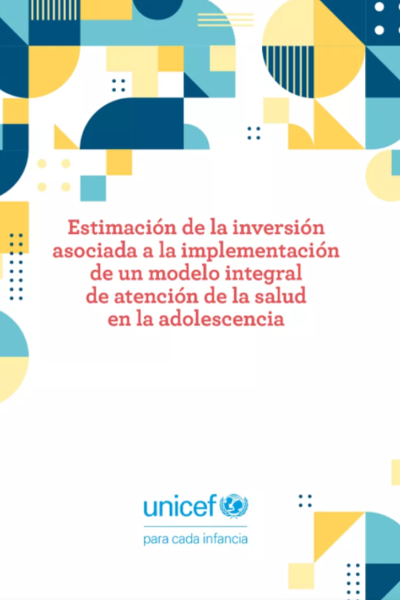 Estimación de la inversión
asociada a la implementación
de un modelo integral
de atención de la salud
en la adolescencia
unicef
para cada infancia